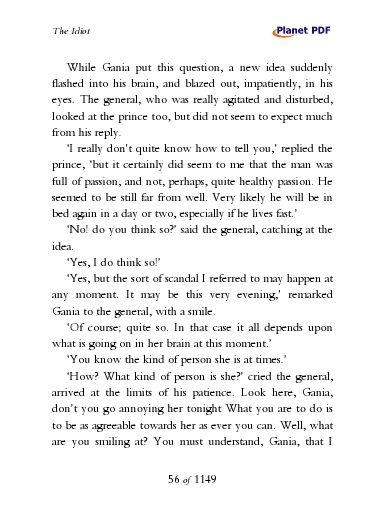 The Idiot
Planet PDF
While Gania put this question, a new idea suddenly
flashed into his brain, and blazed out, impatiently, in his
eyes. The general, who was really agitated and disturbed,
looked at the prince too, but did not seem to expect much
from his reply.
‘I really don’t quite know how to tell you,’ replied the
prince, ‘but it certainly did seem to me that the man was
full of passion, and not, perhaps, quite healthy passion. He
seemed to be still far from well. Very likely he will be in
bed again in a day or two, especially if he lives fast.’
‘No! do you think so?’ said the general, catching at the
idea.
‘Yes, I do think so!’
‘Yes, but the sort of scandal I referred to may happen at
any moment. It may be this very evening,’ remarked
Gania to the general, with a smile.
‘Of course; quite so. In that case it all depends upon
what is going on in her brain at this moment.’
‘You know the kind of person she is at times.’
‘How? What kind of person is she?’ cried the general,
arrived at the limits of his patience. Look here, Gania,
don’t you go annoying her tonight What you are to do is
to be as agreeable towards her as ever you can. Well, what
are you smiling at? You must understand, Gania, that I
56 of 1149